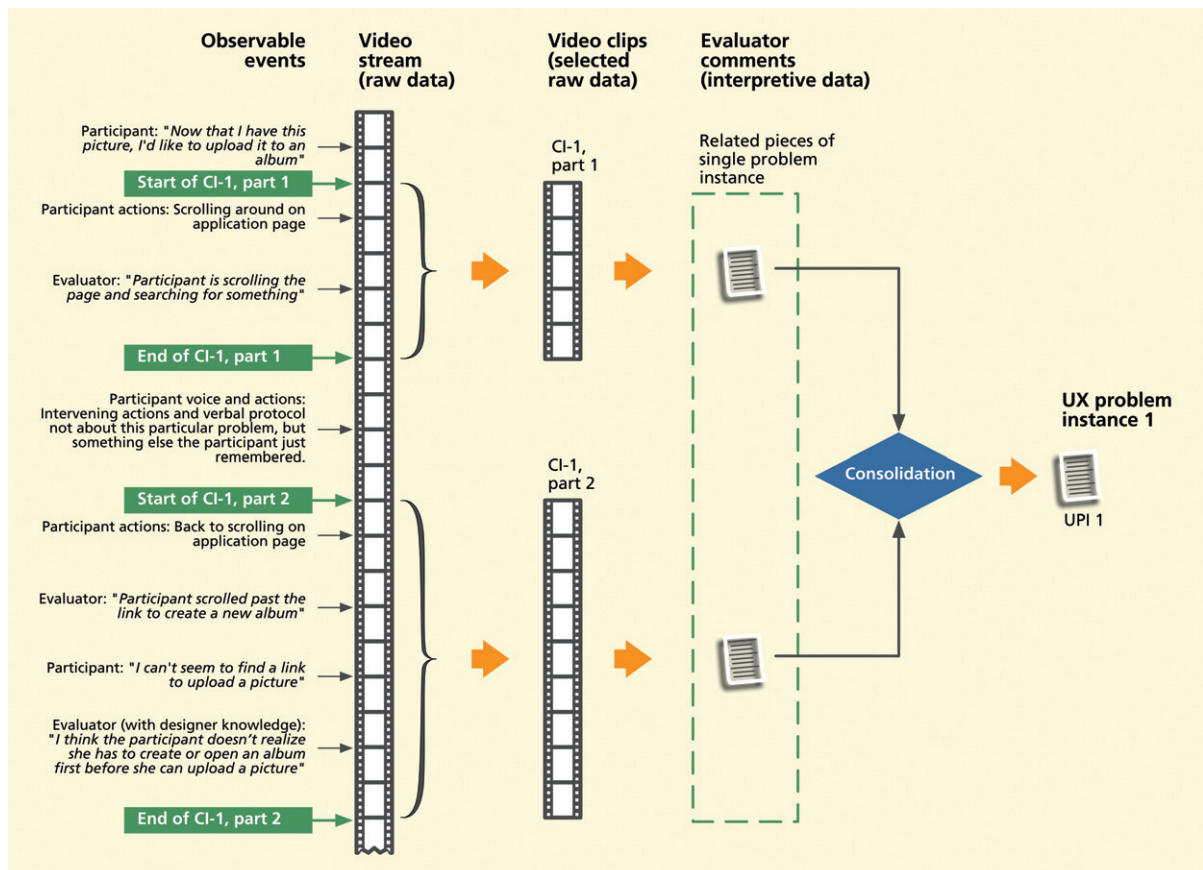 Observable
events
Video
stream
(raw data)
Video clips
(selected
raw data)
Evaluator
comments
(interpretive data)
Participant: "Now that I have this
picture, I'd like to upload it to an
album"
Start of CI-1, part 1
Participant actions: Scrolling around on
application page
Evaluator: "Participant is scrolling the
page and searching for something"
End of CI-1, part 1
Participant voice and actions:
Intervening actions and verbal protocol
not about this particular problem, but
something else the participant just
remembered.
Start of CI-1, part 2
Participant actions: Back to scrolling on
application page
Evaluator: "Participant scrolled past the
link to create a new album"
Participant: "I can't seem to find a link
to upload a picture"
Evaluator (with designer knowledge):
"I think the participant doesn’t realize
she has to create or open an album
first before she can upload a picture"
End of CI-1, part 2
CI-1,
part 1
CI-1,
part 2
Related pieces of
single problem
instance
Consolidation
UX problem
instance 1
UPI 1